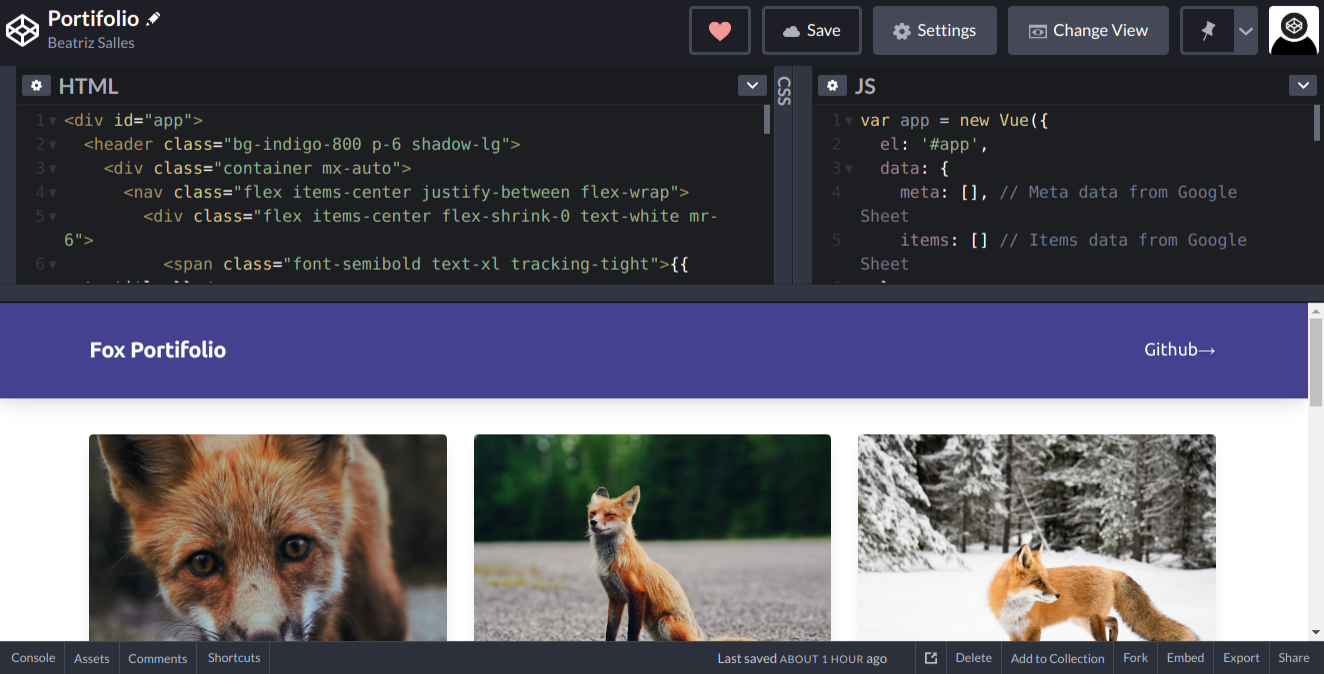 Portifolio
Beatriz Salles
Save
Settings
Change View
HTML
1 <div id="app">
2 <header class="bg-indigo-800 p-6 shadow-lg">
3 <div class="container mx-auto">
4 <nav class="flex items-center justify-between flex-wrap">
5 <div class="flex items-center flex-shrink-0 text-white mr-
6">
6 <span class="font-semibold text-xl tracking-tight">{{
CSS
JS
1 var app = new Vue({
2 el: '#app',
3 data: {
4 meta: [], // Meta data from Google
Sheet
5 items: [] // Items data from Google
Sheet
Fox Portifolio
Github→
Console
Assets
Comments
Shortcuts
Last saved ABOUT 1 HOUR ago
Delete
Add to Collection
Fork
Embed
Export
Share